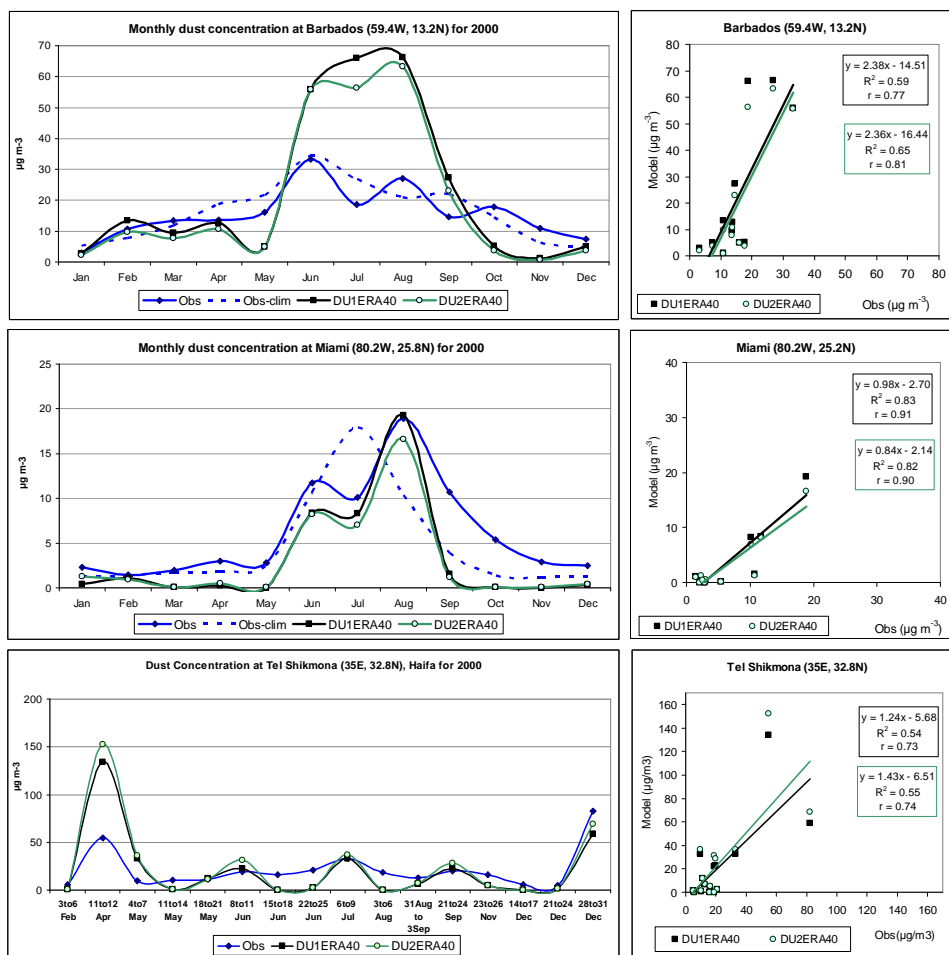 Monthly dust concentration at Barbados (59.4W, 13.2N) for 2000
70
60
50
40
30
20
10
0
µg m-3
Jan Feb Mar Apr May Jun Jul Aug Sep Oct Nov Dec
Obs Obs-clim DU1ERA40 DU2ERA40
Barbados (59.4W, 13.2N)
80
70
60
50
40
30
20
10
0
Model (µg m⁻³)
y = 2.38x - 14.51
R² = 0.59
r = 0.77
y = 2.36x - 16.44
R² = 0.65
r = 0.81
0 10 20 30 40 50 60 70 80
DU1ERA40 DU2ERA40 Obs (µg m⁻³)
Monthly dust concentration at Miami (80.2W, 25.8N) for 2000
25
20
15
10
5
0
µg m-3
Jan Feb Mar Apr May Jun Jul Aug Sep Oct Nov Dec
Obs Obs-clim DU1ERA40 DU2ERA40
Miami (80.2W, 25.2N)
40
30
20
10
0
Model (µg m⁻³)
y = 0.98x - 2.70
R² = 0.83
r = 0.91
y = 0.84x - 2.14
R² = 0.82
r = 0.90
0 10 20 30 40
DU1ERA40 DU2ERA40 Obs (µg m⁻³)
Dust Concentration at Tel Shikmona (35E, 32.8N), Haifa for 2000
200
150
100
50
0
µg m-3
3to6 11to12 4to7 11to14 18to21 8to11 15to18 22to25 6to9 3to6 31Aug 21to24 23to26 14to17 21to24 28to31
Feb Apr May May May Jun Jun Jun Jul Aug to Sep Nov Dec Dec Dec
3Sep
Obs DU1ERA40 DU2ERA40
Tel Shikmona (35E, 32.8N)
160
140
120
100
80
60
40
20
0
Model (µg/m3)
y = 1.24x - 5.68
R² = 0.54
r = 0.73
y = 1.43x - 6.51
R² = 0.55
r = 0.74
0 20 40 60 80 100 120 140 160
DU1ERA40 DU2ERA40 Obs(µg/m3)